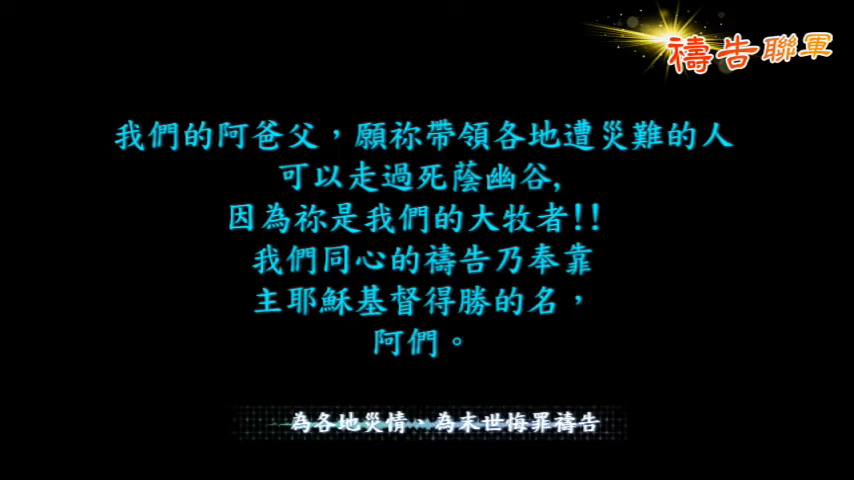 禱告聯軍
我們的阿爸父，願祢帶領各地遭災難的人
可以走過死蔭幽谷,
因為祢是我們的大牧者!!
我們同心的禱告乃奉靠
主耶穌基督得勝的名，
阿們。
為各地災情、為末世悔罪禱告